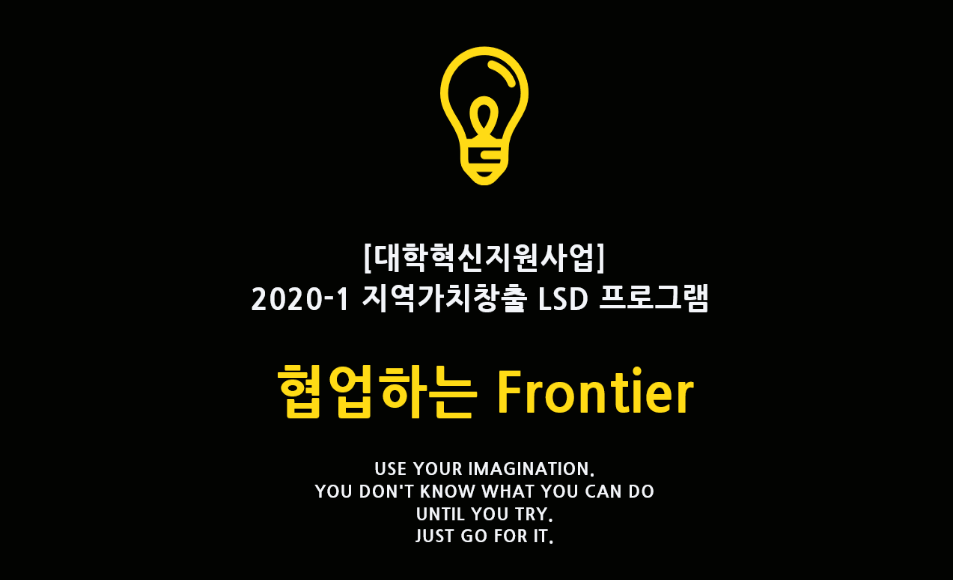 [대학혁신지원사업]
2020-1 지역가치창출 LSD 프로그램
협업하는 Frontier
USE YOUR IMAGINATION.
YOU DON'T KNOW WHAT YOU CAN DO
UNTIL YOU TRY.
JUST GO FOR IT.